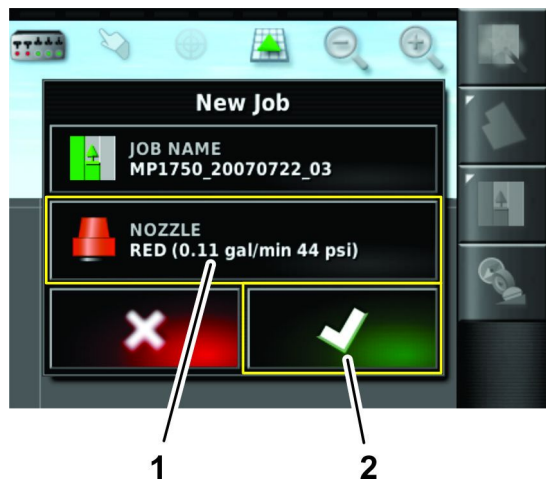 New Job
JOB NAME
MP1750_20070722_03
NOZZLE
RED (0.11 gal/min 44 psi)
1
2